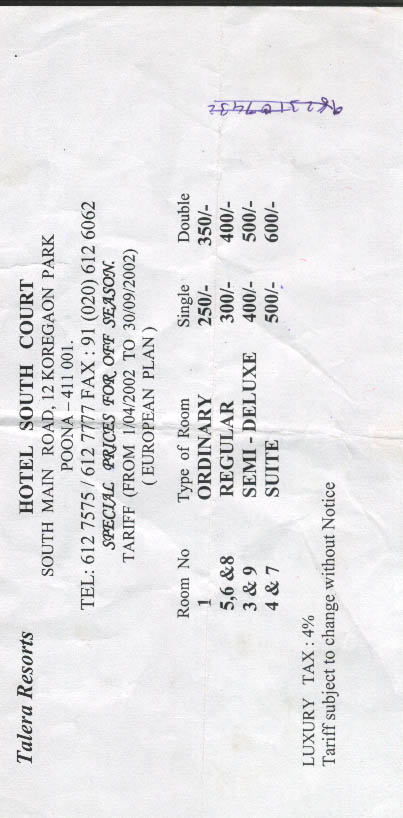 Talera Resorts
HOTEL SOUTH COURT
SOUTH MAIN ROAD, 12 KOREGAON PARK
POONA – 411 001.
TEL: 612 7575 / 612 7777 FAX : 91 (020) 612 6062
SPECIAL PRICES FOR OFF SEASON.
TARIFF (FROM 1/04/2002 TO 30/09/2002)
( EUROPEAN PLAN )
Room No Type of Room Single Double
1 ORDINARY 250/- 350/-
5,6 &8 REGULAR 300/- 400/-
3 & 9 SEMI - DELUXE 400/- 500/-
4 & 7 SUITE 500/- 600/-
LUXURY TAX : 4%
Tariff subject to change without Notice